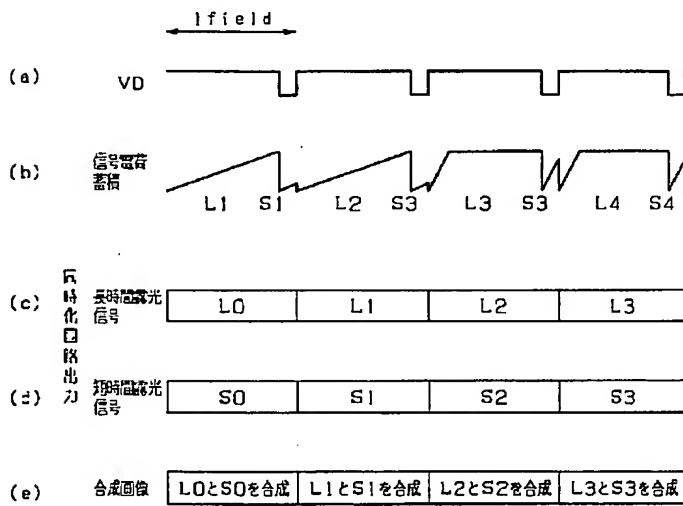 1field
(a) VD
(b) 信号電荷蓄積
L1 S1 L2 S3 L3 S3 L4 S4
同時化回路出力
(c) 長時間露光信号 L0 L1 L2 L3
(d) 短時間露光信号 S0 S1 S2 S3
(e) 合成画像 L0とS0を合成 L1とS1を合成 L2とS2を合成 L3とS3を合成